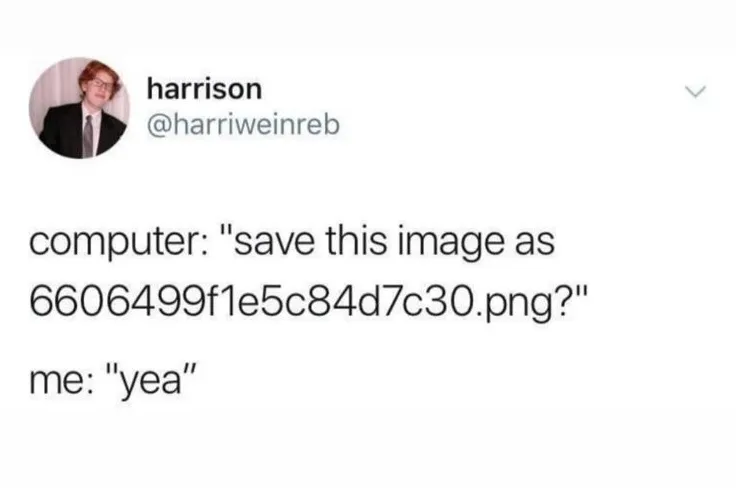 harrison
@harriweinreb
computer: "save this image as
6606499f1e5c84d7c30.png?"
me: "yea"